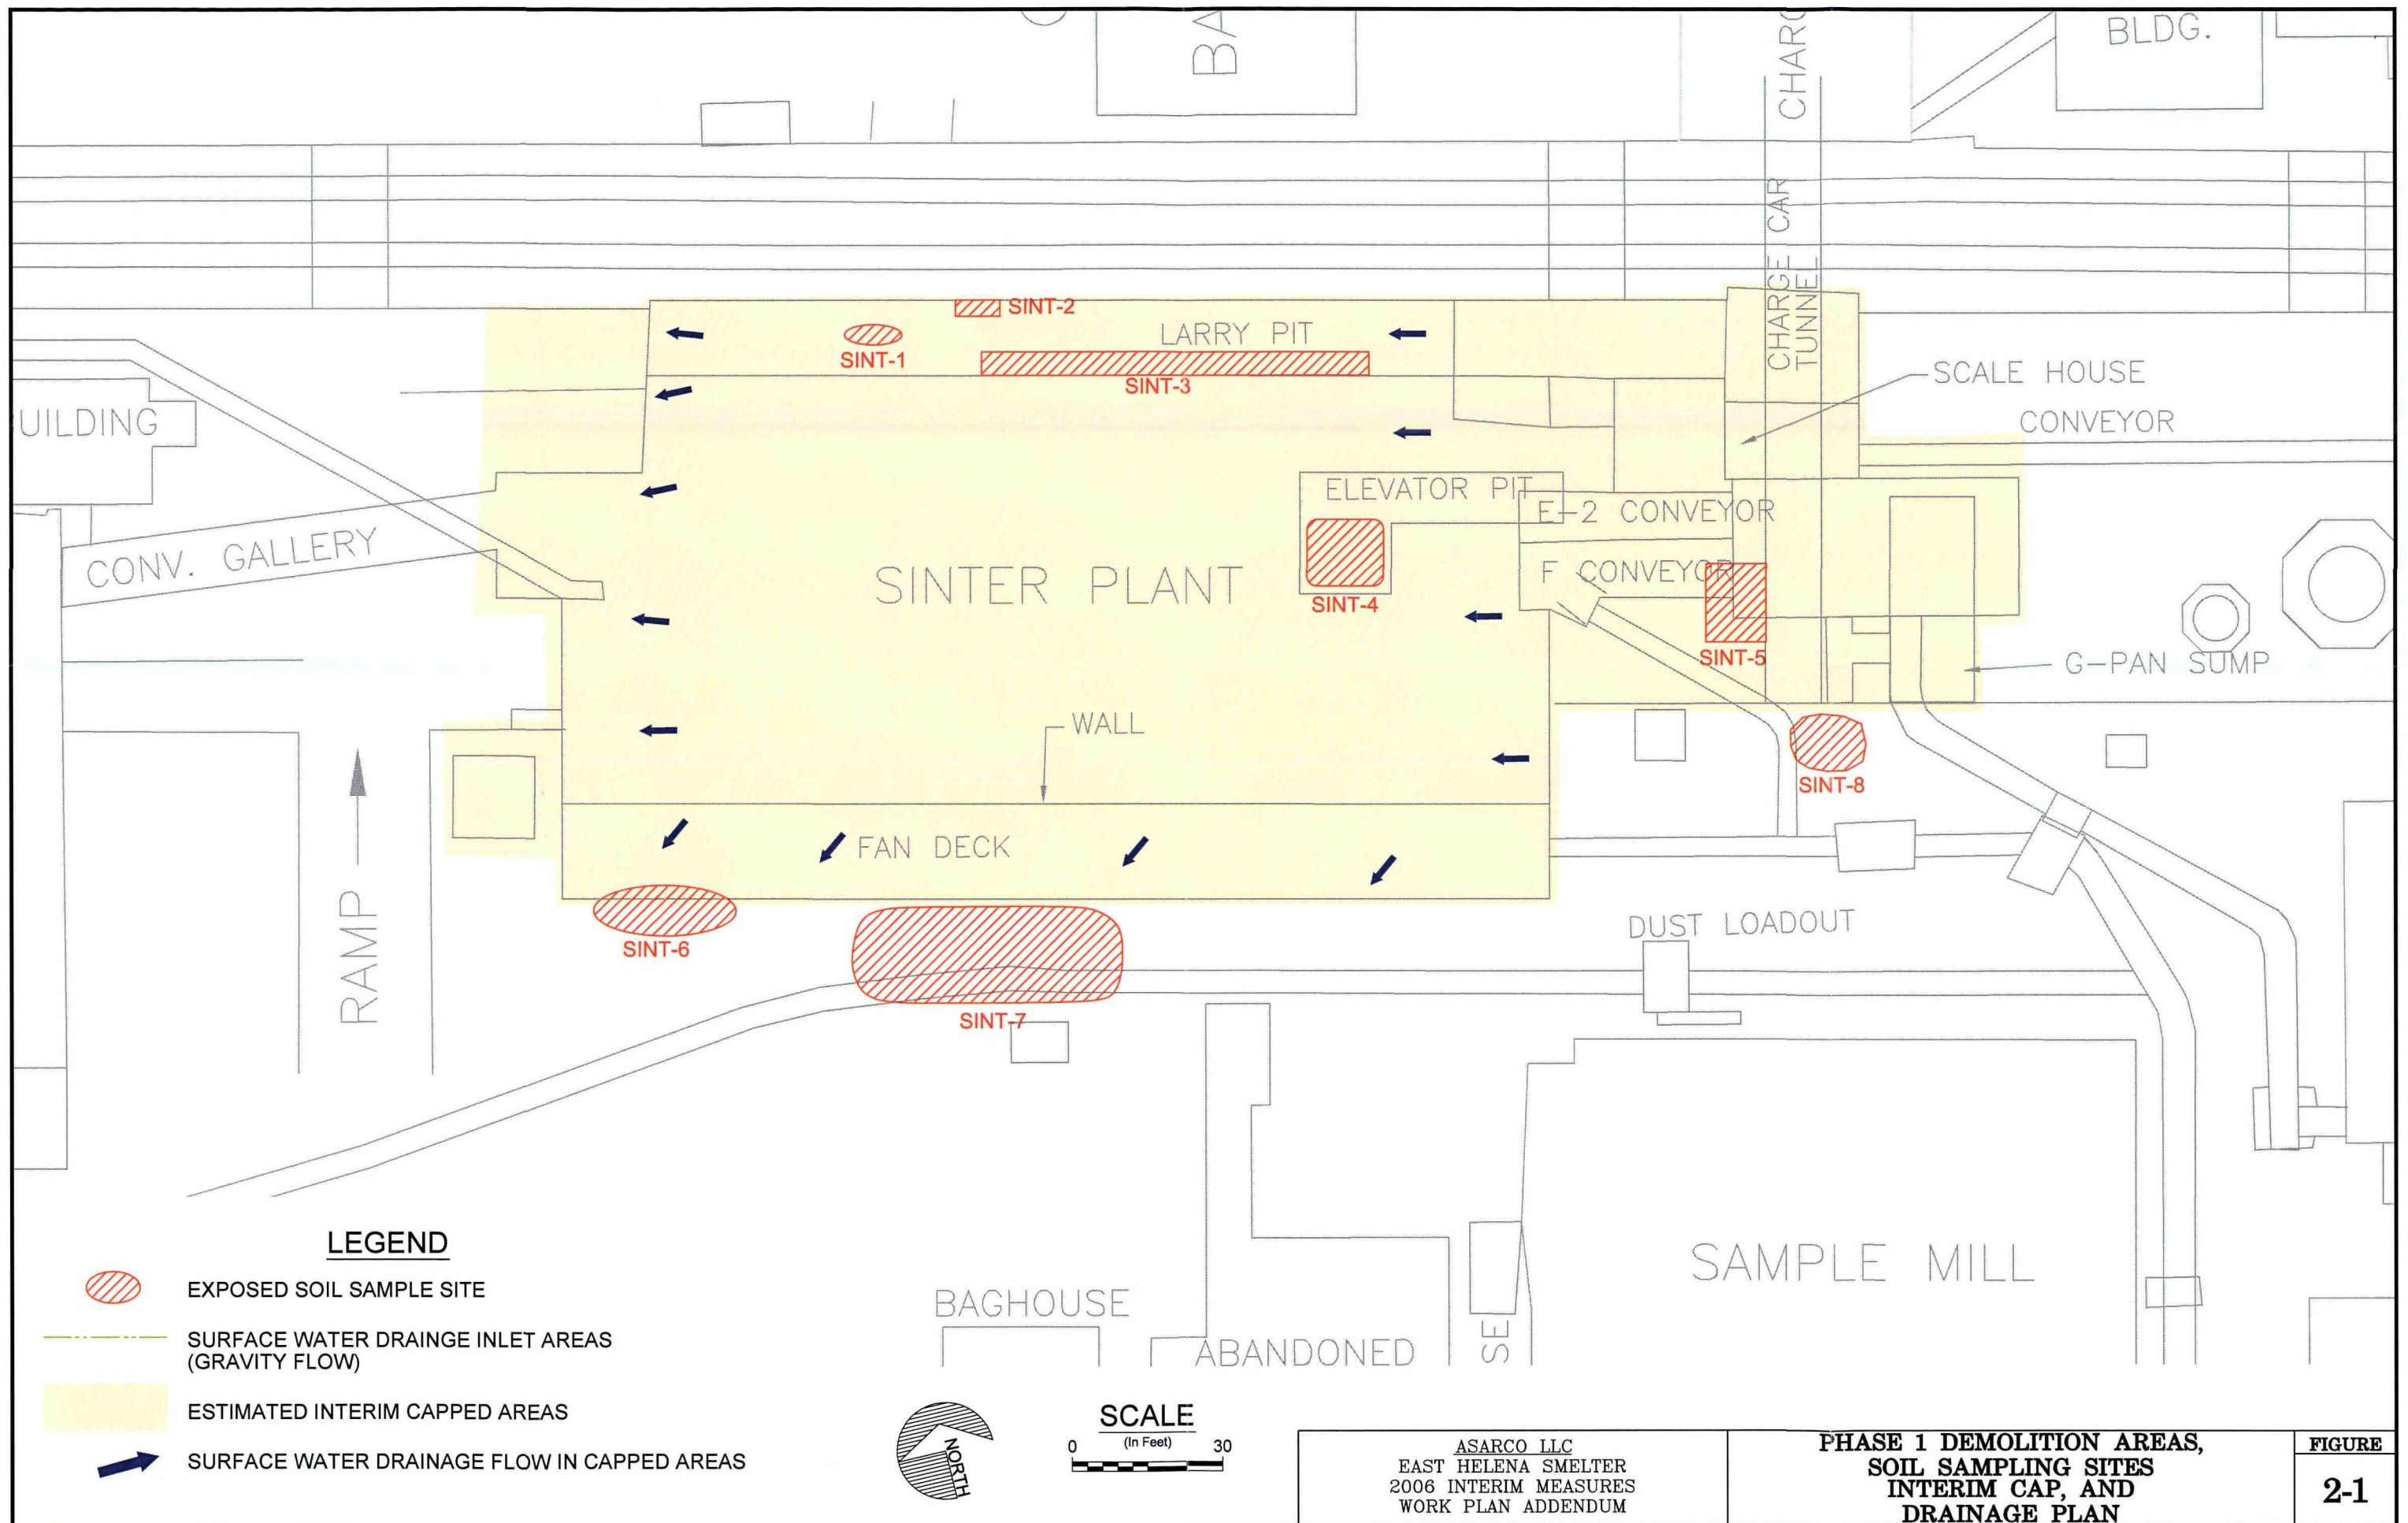 BA
CHARG
BLDG.
CHARGE CAR
TUNNEL
SINT-2
SINT-1
LARRY PIT
SINT-3
SCALE HOUSE
CONVEYOR
UILDING
ELEVATOR PIT
E-2 CONVEYOR
CONV. GALLERY
SINTER PLANT
F CONVEYOR
SINT-4
SINT-5
G-PAN SUMP
WALL
SINT-8
FAN DECK
RAMP
SINT-6
DUST LOADOUT
SINT-7
LEGEND
EXPOSED SOIL SAMPLE SITE
SURFACE WATER DRAINGE INLET AREAS
(GRAVITY FLOW)
ESTIMATED INTERIM CAPPED AREAS
SURFACE WATER DRAINAGE FLOW IN CAPPED AREAS
BAGHOUSE
ABANDONED
SE
SAMPLE MILL
NORTH
SCALE
(In Feet)
0 30
ASARCO LLC
EAST HELENA SMELTER
2006 INTERIM MEASURES
WORK PLAN ADDENDUM
PHASE 1 DEMOLITION AREAS,
SOIL SAMPLING SITES
INTERIM CAP, AND
DRAINAGE PLAN
FIGURE
2-1